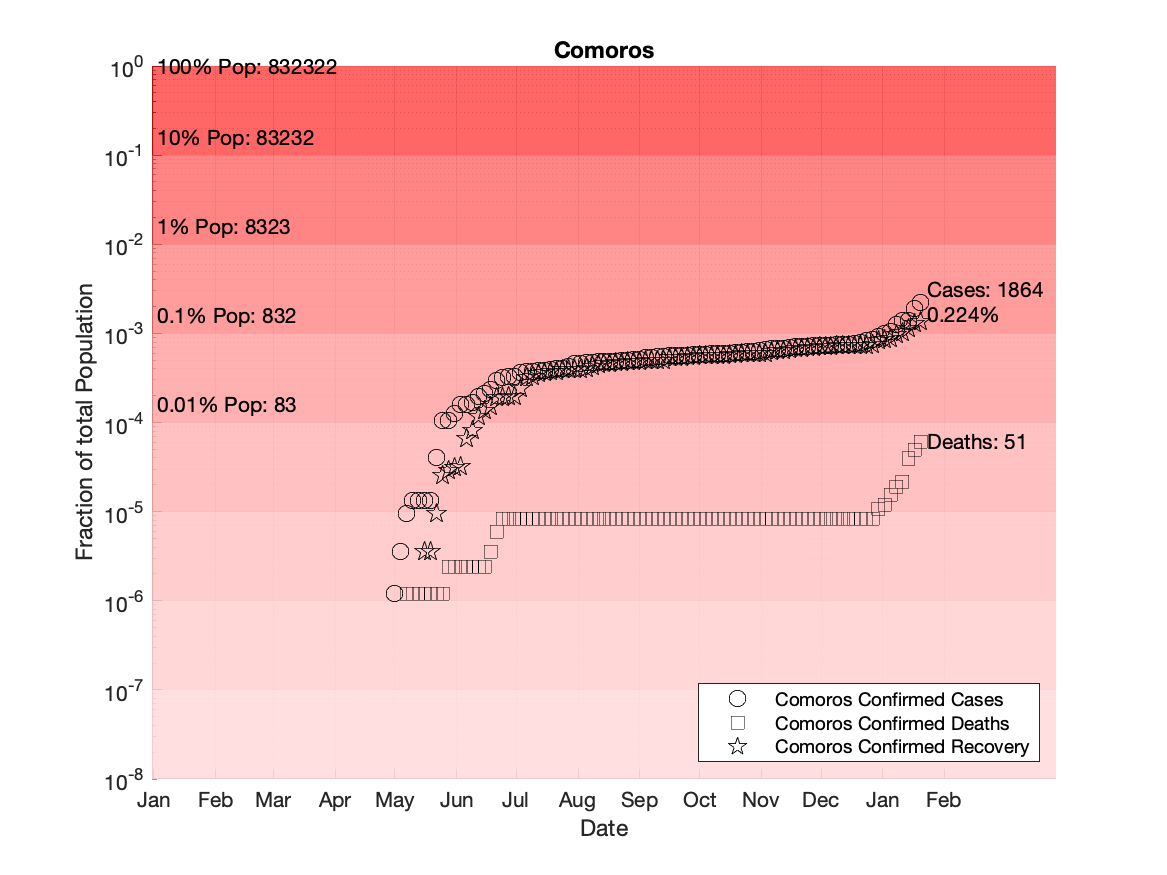 Comoros
10^0
100% Pop: 832322
10% Pop: 83232
10^-1
1% Pop: 8323
10^-2
Cases: 1864
0.1% Pop: 832
0.224%
10^-3
0.01% Pop: 83
10^-4
Deaths: 51
10^-5
10^-6
10^-7
10^-8
Fraction of total Population
Comoros Confirmed Cases
Comoros Confirmed Deaths
Comoros Confirmed Recovery
Jan Feb Mar Apr May Jun Jul Aug Sep Oct Nov Dec Jan Feb
Date